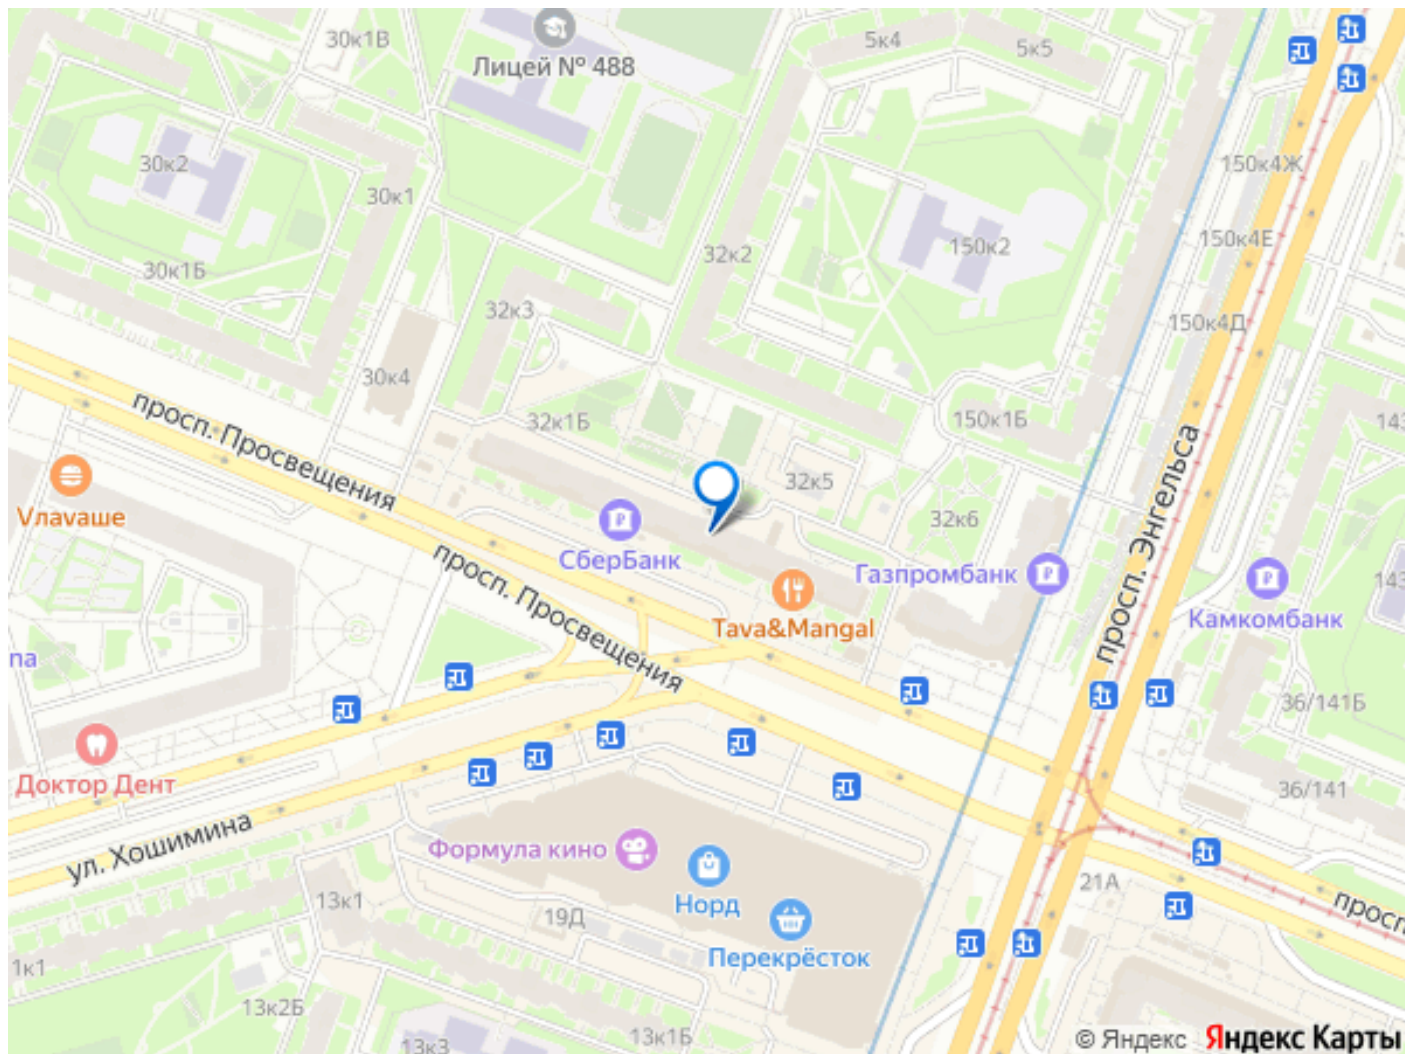 30к1В
Лицей № 488
5к4
5к5
30к2
30к1
150к4Ж
32к2
150к2
150к4Е
30к1Б
32к3
150к4Д
30к4
32к1Б
150к1Б
143
просп. Просвещения
просп. Энгельса
Vлаvаше
32к5
32к6
СберБанк
Газпромбанк
просп. Просвещения
Tava&Mangal
Камкомбанк
143
na
36/141Б
Доктор Дент
36/141
ул. Хошимина
Формула кино
Норд
21А
13к1
19Д
Перекрёсток
просп
1к1
13к2Б
13к3
13к1Б
© Яндекс Яндекс Карты